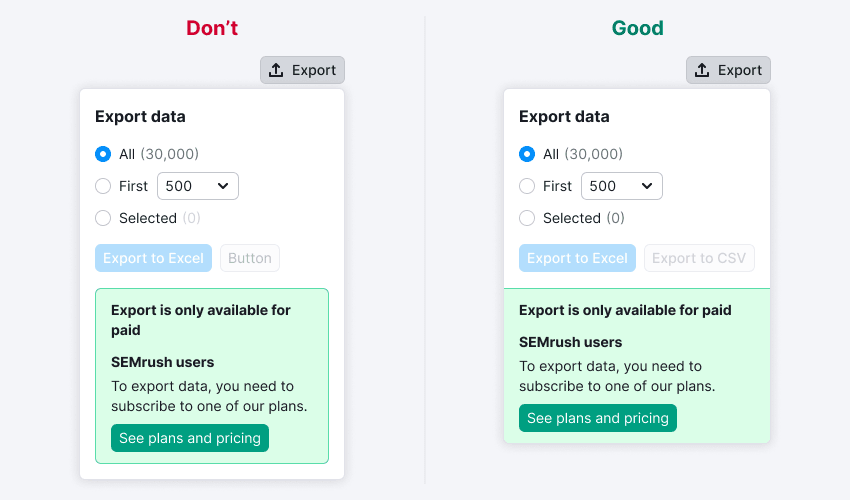 Don’t
Export
Export data
All (30,000)
First 500
Selected (0)
Export to Excel Button
Export is only available for
paid
SEMrush users
To export data, you need to
subscribe to one of our plans.
See plans and pricing
Good
Export
Export data
All (30,000)
First 500
Selected (0)
Export to Excel Export to CSV
Export is only available for paid
SEMrush users
To export data, you need to
subscribe to one of our plans.
See plans and pricing